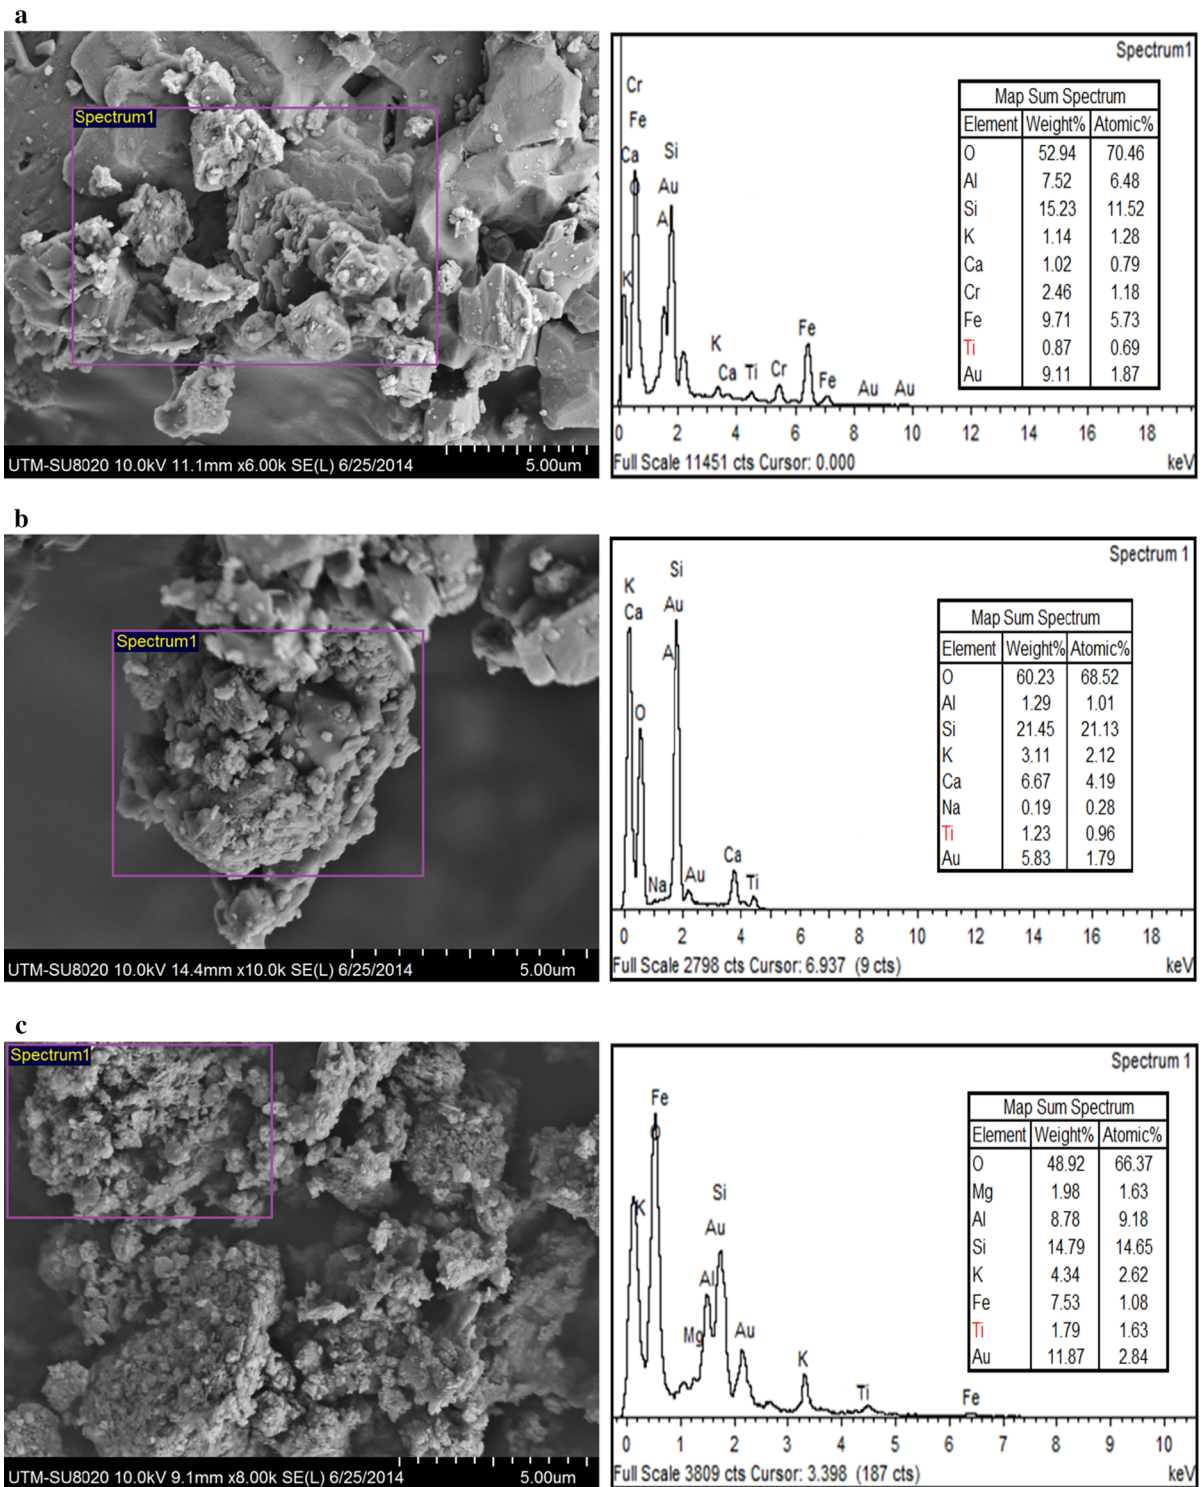 a
Spectrum1
UTM-SU8020 10.0kV 11.1mm x6.00k SE(L) 6/25/2014 5.00um
Spectrum1
Cr
Fe
Ca
O
K
Si
Au
A
K
Ca
Ti
Cr
Fe
Fe
Au
Au
Map Sum Spectrum
Element Weight% Atomic%
O 52.94 70.46
Al 7.52 6.48
Si 15.23 11.52
K 1.14 1.28
Ca 1.02 0.79
Cr 2.46 1.18
Fe 9.71 5.73
Ti 0.87 0.69
Au 9.11 1.87
0 2 4 6 8 10 12 14 16 18
Full Scale 11451 cts Cursor: 0.000 keV
b
Spectrum1
UTM-SU8020 10.0kV 14.4mm x10.0k SE(L) 6/25/2014 5.00um
Spectrum 1
K
Ca
O
Na
Si
Au
A
Au
Ca
Ti
Map Sum Spectrum
Element Weight% Atomic%
O 60.23 68.52
Al 1.29 1.01
Si 21.45 21.13
K 3.11 2.12
Ca 6.67 4.19
Na 0.19 0.28
Ti 1.23 0.96
Au 5.83 1.79
0 2 4 6 8 10 12 14 16 18
Full Scale 2798 cts Cursor: 6.937 (9 cts) keV
c
Spectrum1
UTM-SU8020 10.0kV 9.1mm x8.00k SE(L) 6/25/2014 5.00um
Spectrum 1
Fe
O
K
Si
Au
Al
Mg
Au
K
Ti
Fe
Map Sum Spectrum
Element Weight% Atomic%
O 48.92 66.37
Mg 1.98 1.63
Al 8.78 9.18
Si 14.79 14.65
K 4.34 2.62
Fe 7.53 1.08
Ti 1.79 1.63
Au 11.87 2.84
0 1 2 3 4 5 6 7 8 9 10
Full Scale 3809 cts Cursor: 3.398 (187 cts) keV